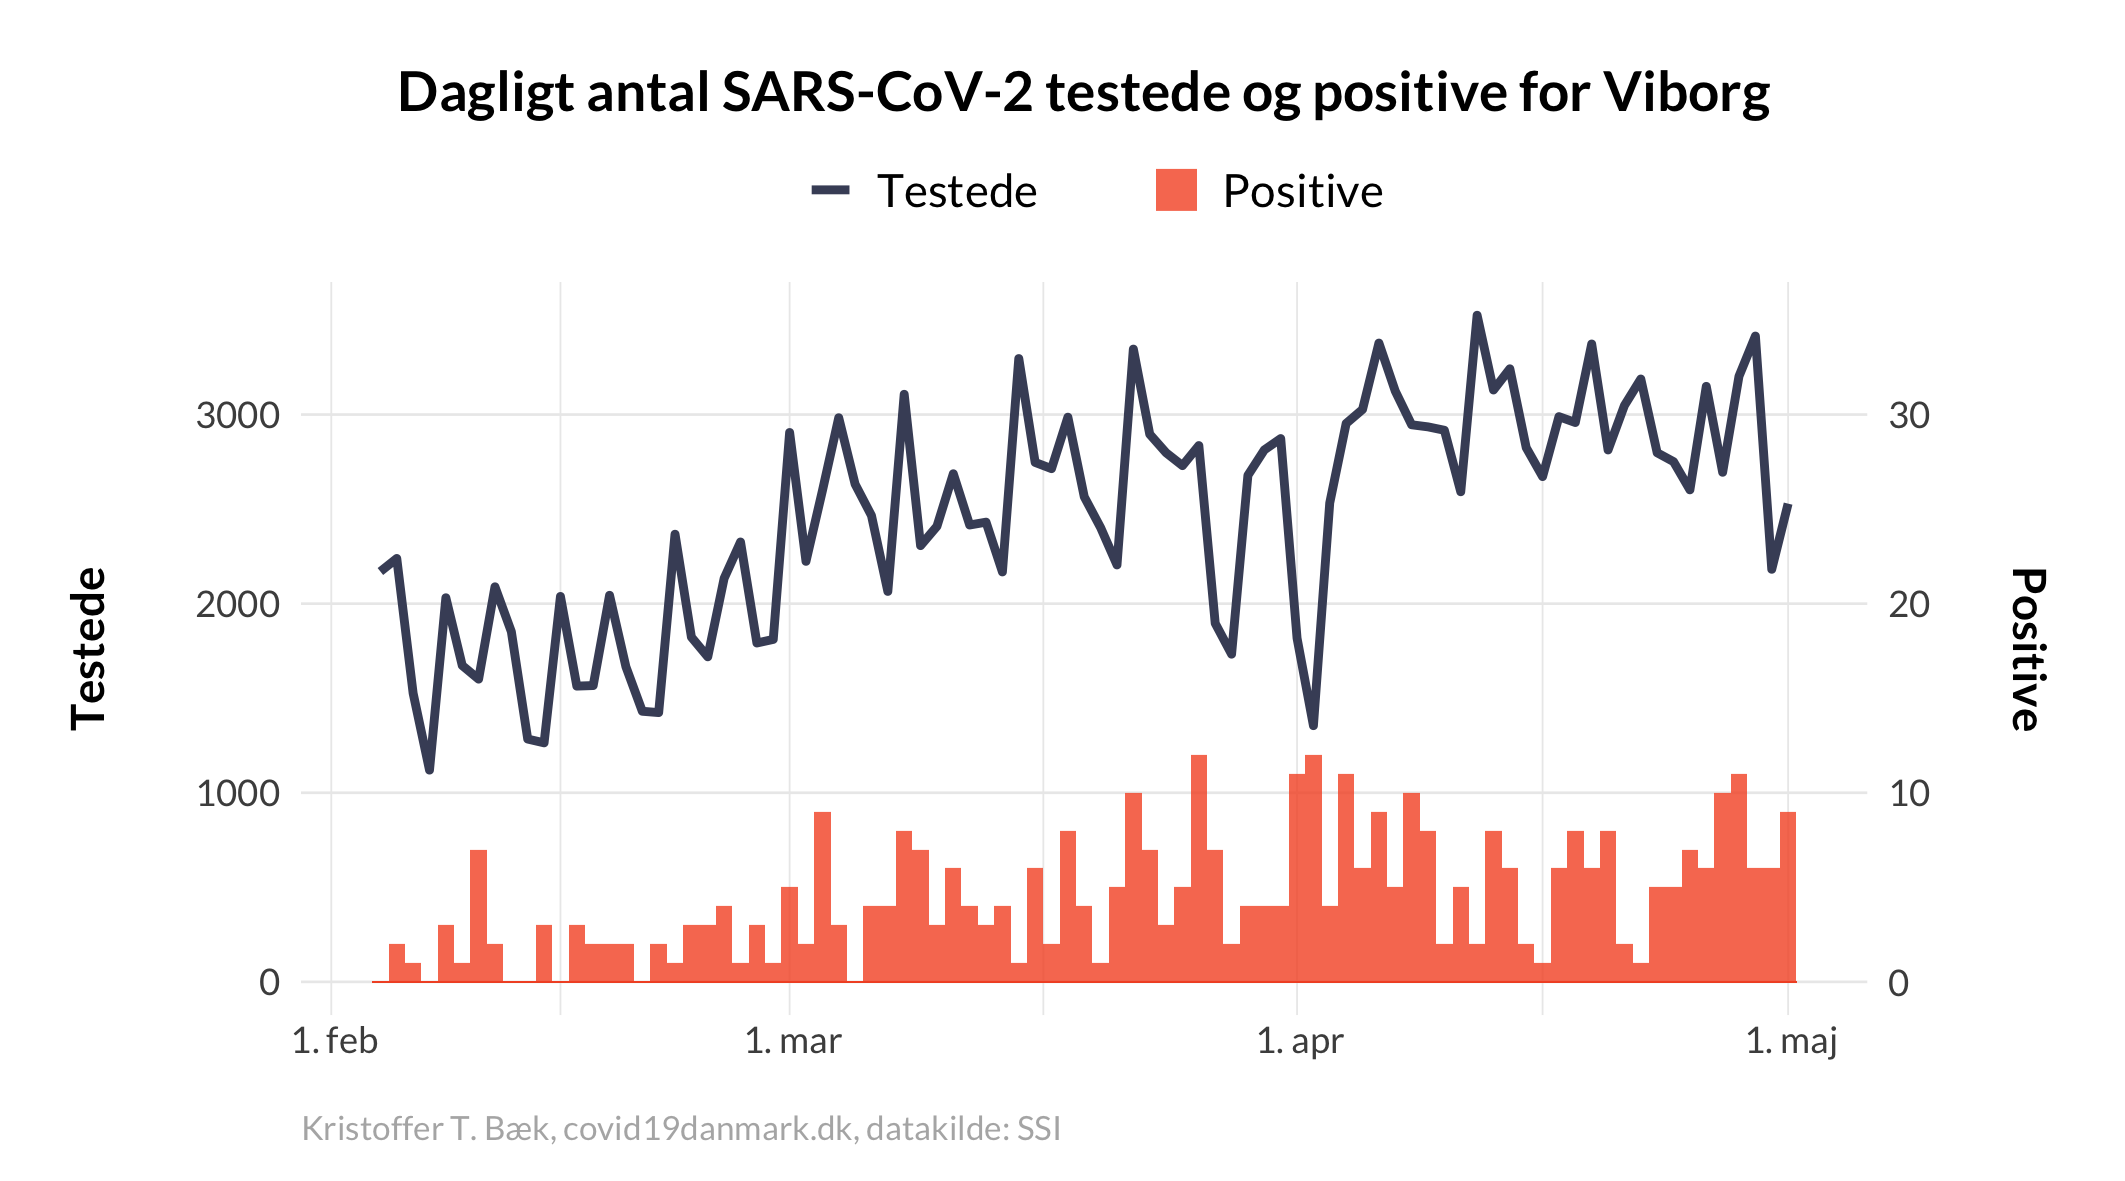 Dagligt antal SARS-CoV-2 testede og positive for Viborg
Testede
Positive
Testede
3000
2000
1000
0
30
20
10
0
Positive
1. feb
1. mar
1. apr
1. maj
Kristoffer T. Bæk, covid19danmark.dk, datakilde: SSI